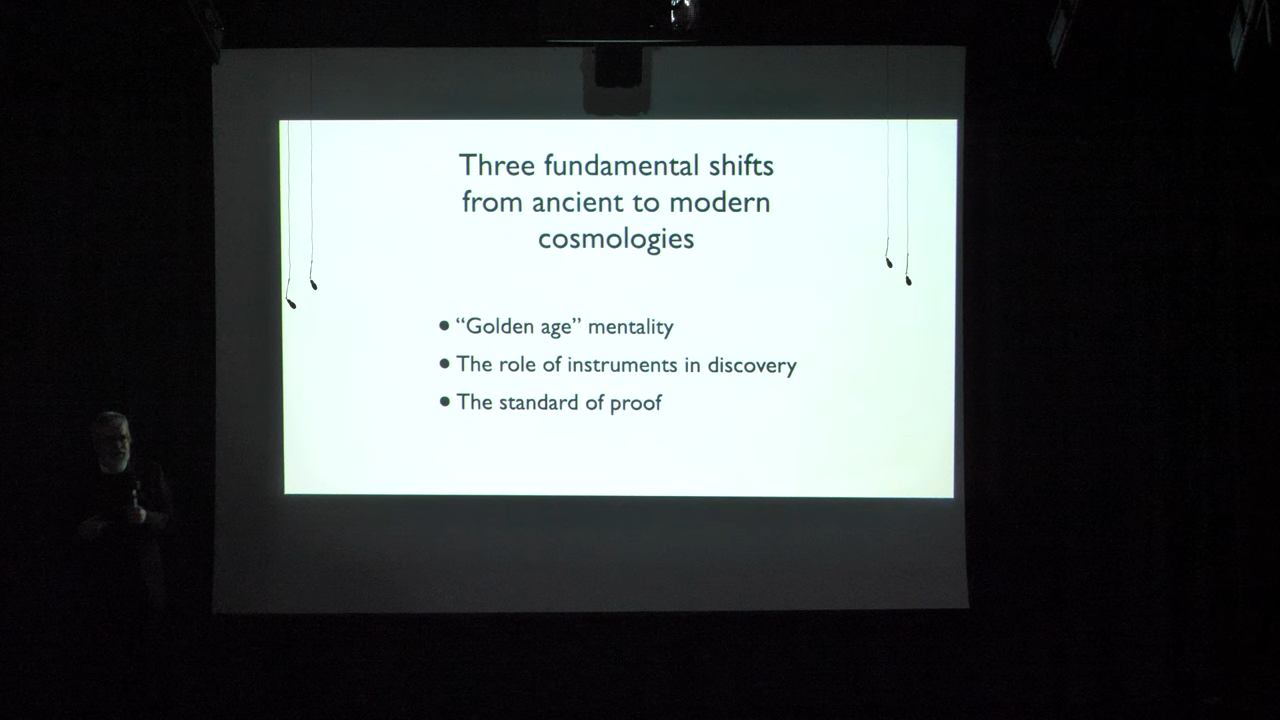 Three fundamental shifts
from ancient to modern
cosmologies
• “Golden age” mentality
• The role of instruments in discovery
• The standard of proof